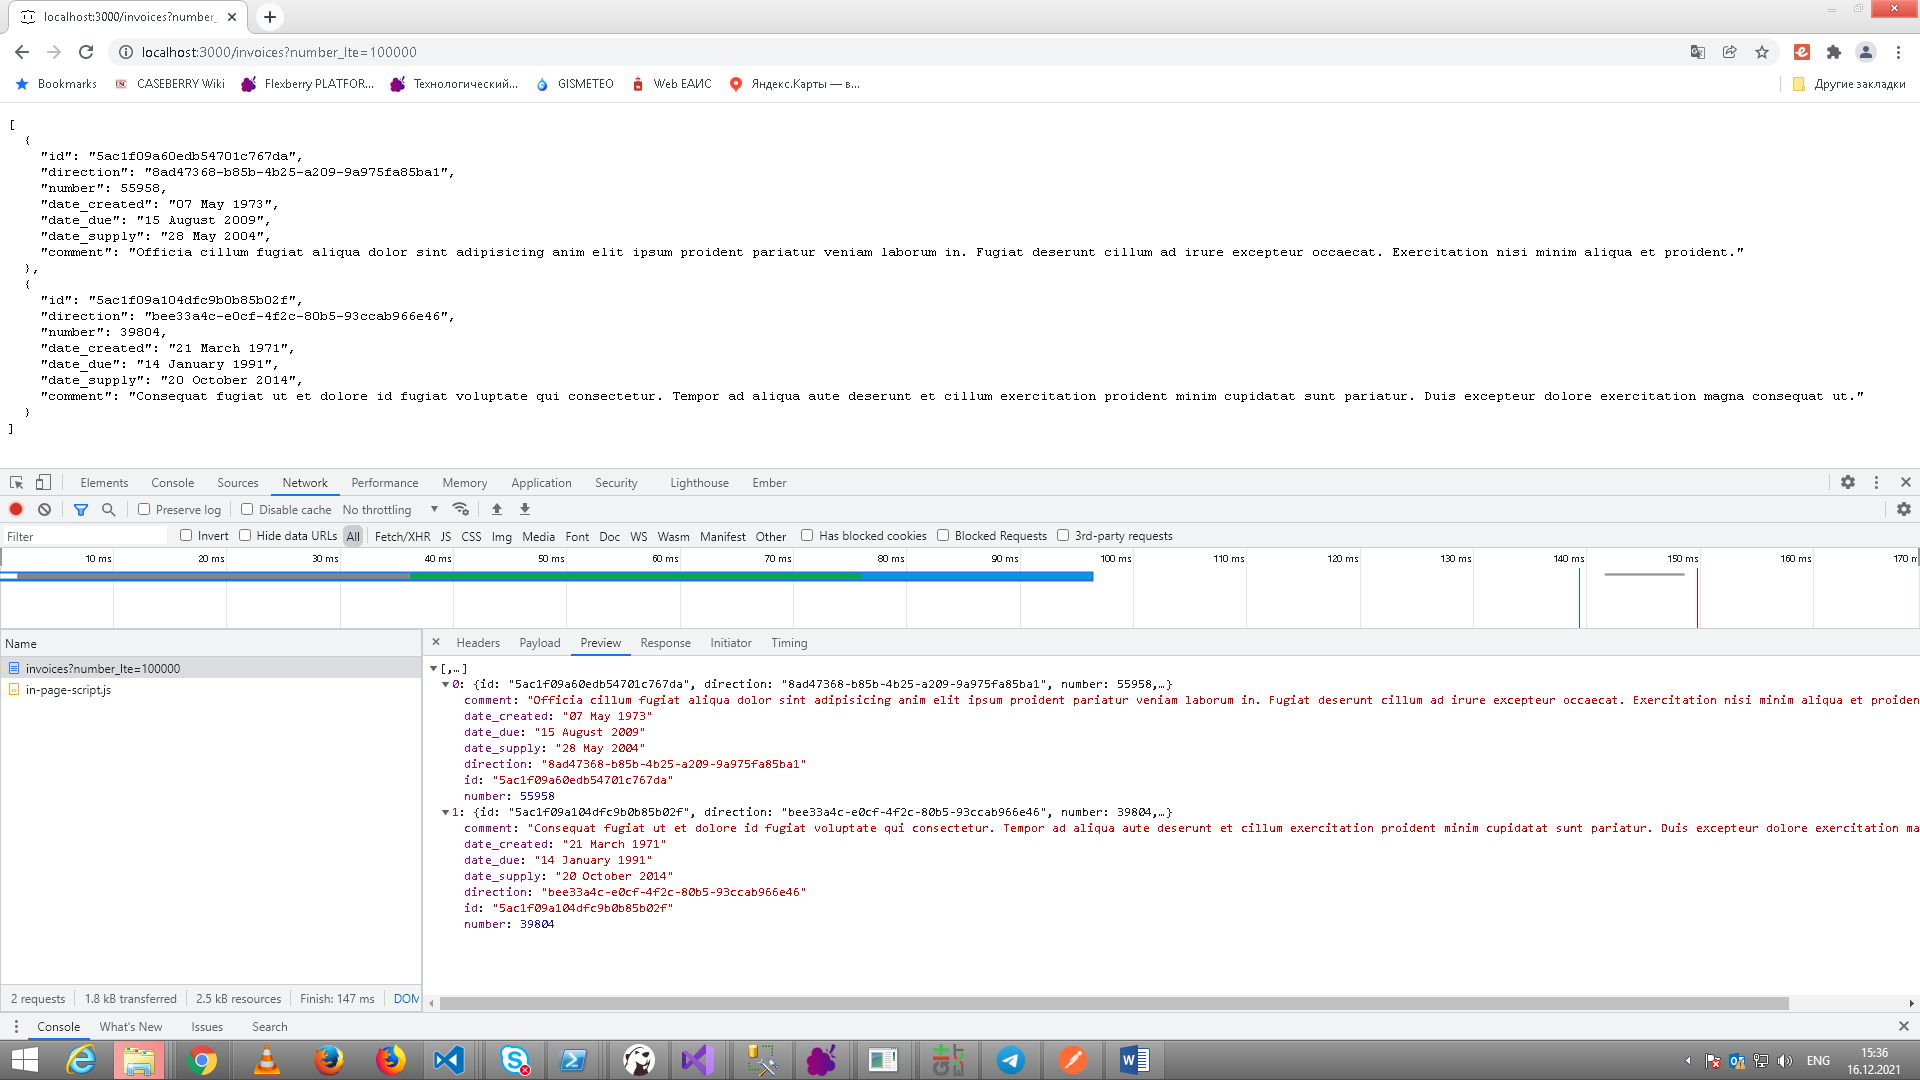 localhost:3000/invoices?number_
localhost:3000/invoices?number_lte=100000
Bookmarks
CASEBERRY Wiki
Flexberry PLATFOR...
Технологический...
GISMETEO
Web ЕАИС
Яндекс.Карты — в...
Другие закладки
[
{
"id": "5ac1f09a60edb54701c767da",
"direction": "8ad47368-b85b-4b25-a209-9a975fa85ba1",
"number": 55958,
"date_created": "07 May 1973",
"date_due": "15 August 2009",
"date_supply": "28 May 2004",
"comment": "Officia cillum fugiat aliqua dolor sint adipisicing anim elit ipsum proident pariatur veniam laborum in. Fugiat deserunt cillum ad irure excepteur occaecat. Exercitation nisi minim aliqua et proident."
},
{
"id": "5ac1f09a104dfc9b0b85b02f",
"direction": "bee33a4c-e0cf-4f2c-80b5-93ccab966e46",
"number": 39804,
"date_created": "21 March 1971",
"date_due": "14 January 1991",
"date_supply": "20 October 2014",
"comment": "Consequat fugiat ut et dolore id fugiat voluptate qui consectetur. Tempor ad aliqua aute deserunt et cillum exercitation proident minim cupidatat sunt pariatur. Duis excepteur dolore exercitation magna consequat ut."
}
]
Elements Console Sources Network Performance Memory Application Security Lighthouse Ember
Preserve log Disable cache No throttling
Filter Invert Hide data URLs All Fetch/XHR JS CSS Img Media Font Doc WS Wasm Manifest Other Has blocked cookies Blocked Requests 3rd-party requests
10 ms 20 ms 30 ms 40 ms 50 ms 60 ms 70 ms 80 ms 90 ms 100 ms 110 ms 120 ms 130 ms 140 ms 150 ms 160 ms 170 m
Name
invoices?number_lte=100000
in-page-script.js
Headers Payload Preview Response Initiator Timing
[,…]
0: {id: "5ac1f09a60edb54701c767da", direction: "8ad47368-b85b-4b25-a209-9a975fa85ba1", number: 55958,…}
comment: "Officia cillum fugiat aliqua dolor sint adipisicing anim elit ipsum proident pariatur veniam laborum in. Fugiat deserunt cillum ad irure excepteur occaecat. Exercitation nisi minim aliqua et proiden
date_created: "07 May 1973"
date_due: "15 August 2009"
date_supply: "28 May 2004"
direction: "8ad47368-b85b-4b25-a209-9a975fa85ba1"
id: "5ac1f09a60edb54701c767da"
number: 55958
1: {id: "5ac1f09a104dfc9b0b85b02f", direction: "bee33a4c-e0cf-4f2c-80b5-93ccab966e46", number: 39804,…}
comment: "Consequat fugiat ut et dolore id fugiat voluptate qui consectetur. Tempor ad aliqua aute deserunt et cillum exercitation proident minim cupidatat sunt pariatur. Duis excepteur dolore exercitation ma
date_created: "21 March 1971"
date_due: "14 January 1991"
date_supply: "20 October 2014"
direction: "bee33a4c-e0cf-4f2c-80b5-93ccab966e46"
id: "5ac1f09a104dfc9b0b85b02f"
number: 39804
2 requests 1.8 kB transferred 2.5 kB resources Finish: 147 ms DOM
Console What's New Issues Search
ENG
15:36
16.12.2021